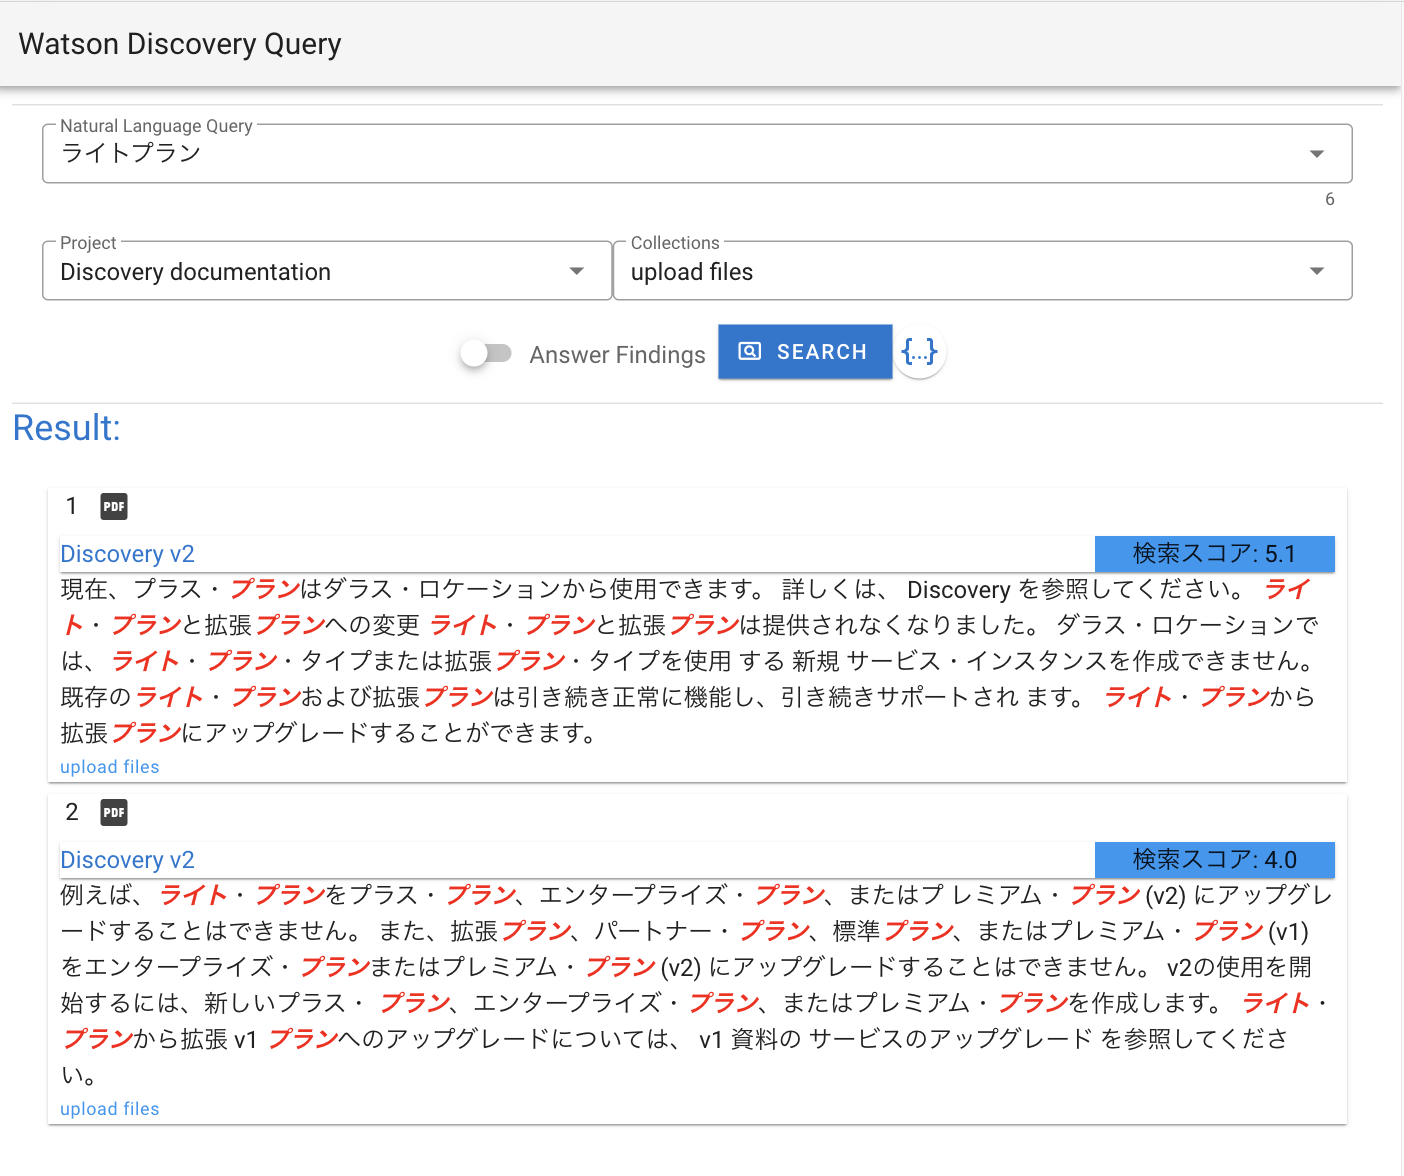 Watson Discovery Query
Natural Language Query
ライトプラン
6
Project
Discovery documentation
Collections
upload files
Answer Findings
SEARCH
{...}
Result:
1 PDF
Discovery v2
検索スコア: 5.1
現在、プラス・プランはダラス・ロケーションから使用できます。 詳しくは、 Discovery を参照してください。 ライ
ト・プランと拡張プランへの変更 ライト・プランと拡張プランは提供されなくなりました。 ダラス・ロケーションで
は、ライト・プラン・タイプまたは拡張プラン・タイプを使用 する 新規 サービス・インスタンスを作成できません。
既存のライト・プランおよび拡張プランは引き続き正常に機能し、引き続きサポートされ ます。 ライト・プランから
拡張プランにアップグレードすることができます。
upload files
2 PDF
Discovery v2
検索スコア: 4.0
例えば、ライト・プランをプラス・プラン、エンタープライズ・プラン、またはプ レミアム・プラン (v2) にアップグレ
ードすることはできません。 また、拡張プラン、パートナー・プラン、標準プラン、またはプレミアム・プラン (v1)
をエンタープライズ・プランまたはプレミアム・プラン (v2) にアップグレードすることはできません。 v2の使用を開
始するには、新しいプラス・ プラン、エンタープライズ・プラン、またはプレミアム・プランを作成します。 ライト・
プランから拡張 v1 プランへのアップグレードについては、 v1 資料の サービスのアップグレード を参照してくださ
い。
upload files